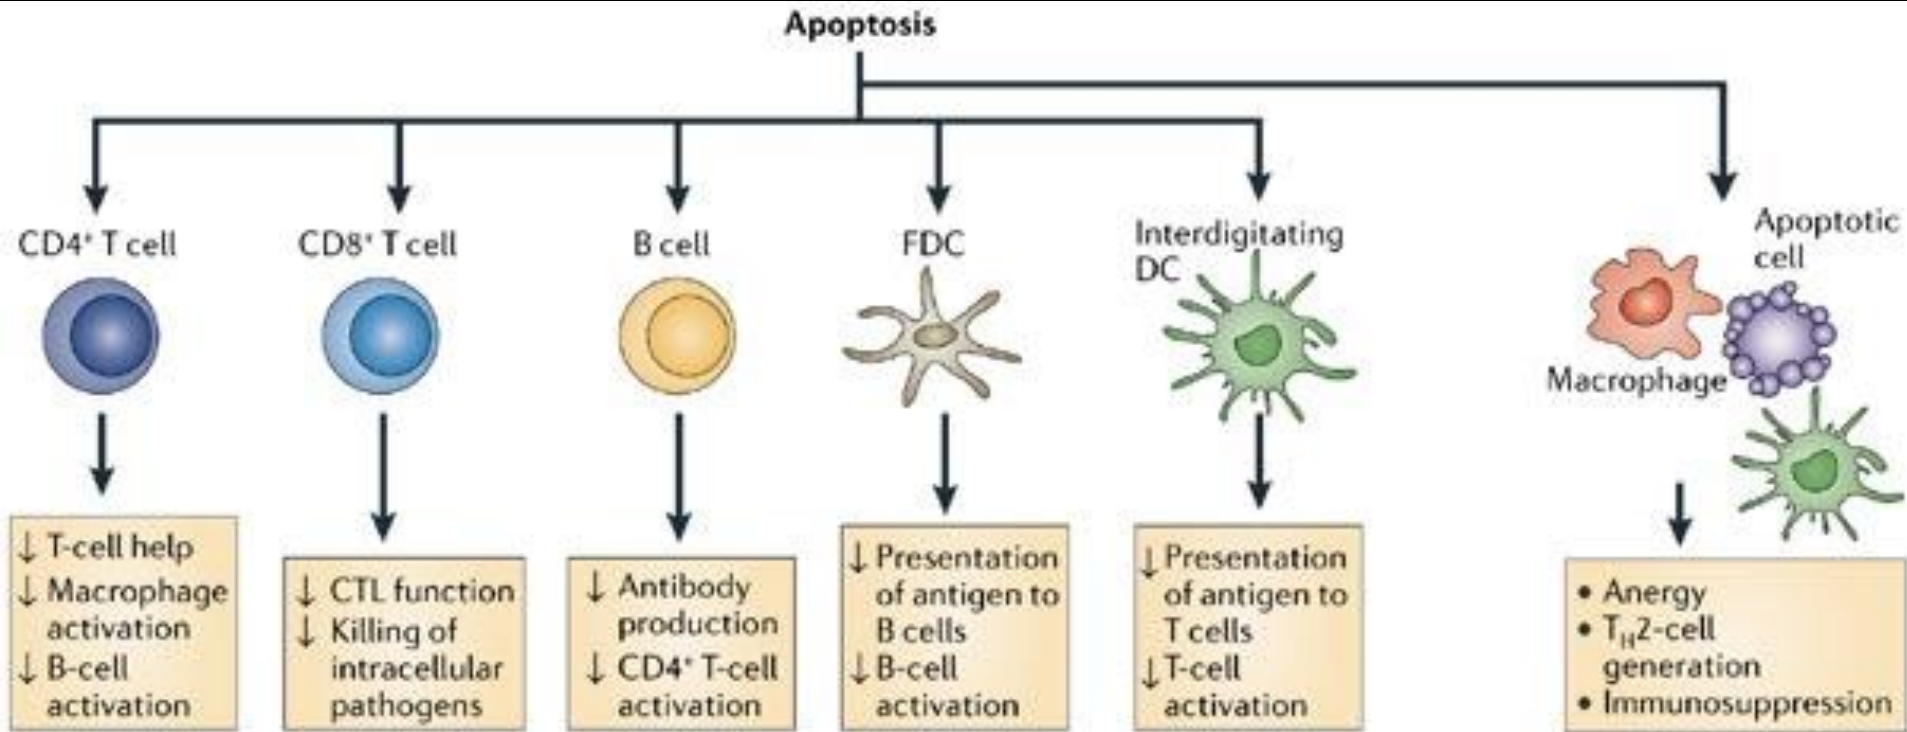 Apoptosis
CD4⁺ T cell
CD8⁺ T cell
B cell
FDC
Interdigitating
DC
Apoptotic
cell
Macrophage
↓ T-cell help
↓ Macrophage
activation
↓ B-cell
activation
↓ CTL function
↓ Killing of
intracellular
pathogens
↓ Antibody
production
↓ CD4⁺ T-cell
activation
↓ Presentation
of antigen to
B cells
↓ B-cell
activation
↓ Presentation
of antigen to
T cells
↓ T-cell
activation
• Anergy
• T_H2-cell
generation
• Immunosuppression